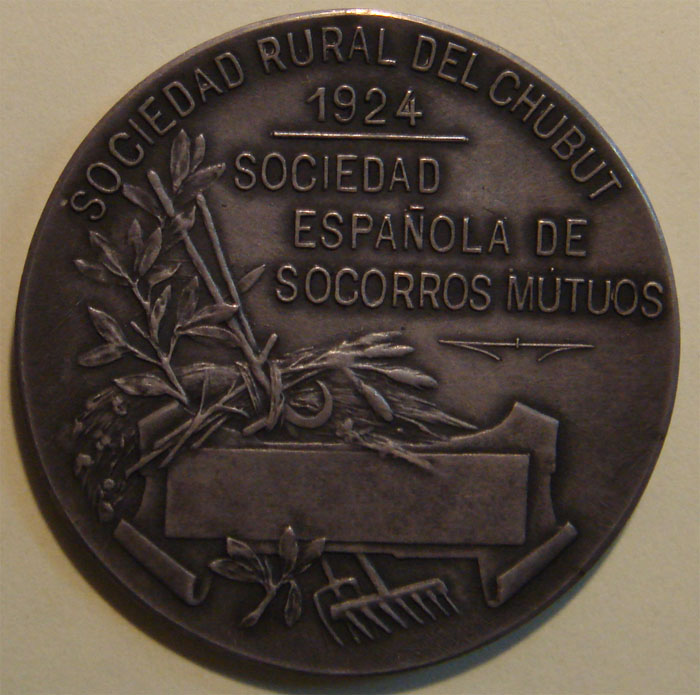 SOCIEDAD RURAL DEL CHUBUT
1924
SOCIEDAD
ESPAÑOLA DE
SOCORROS MÚTUOS